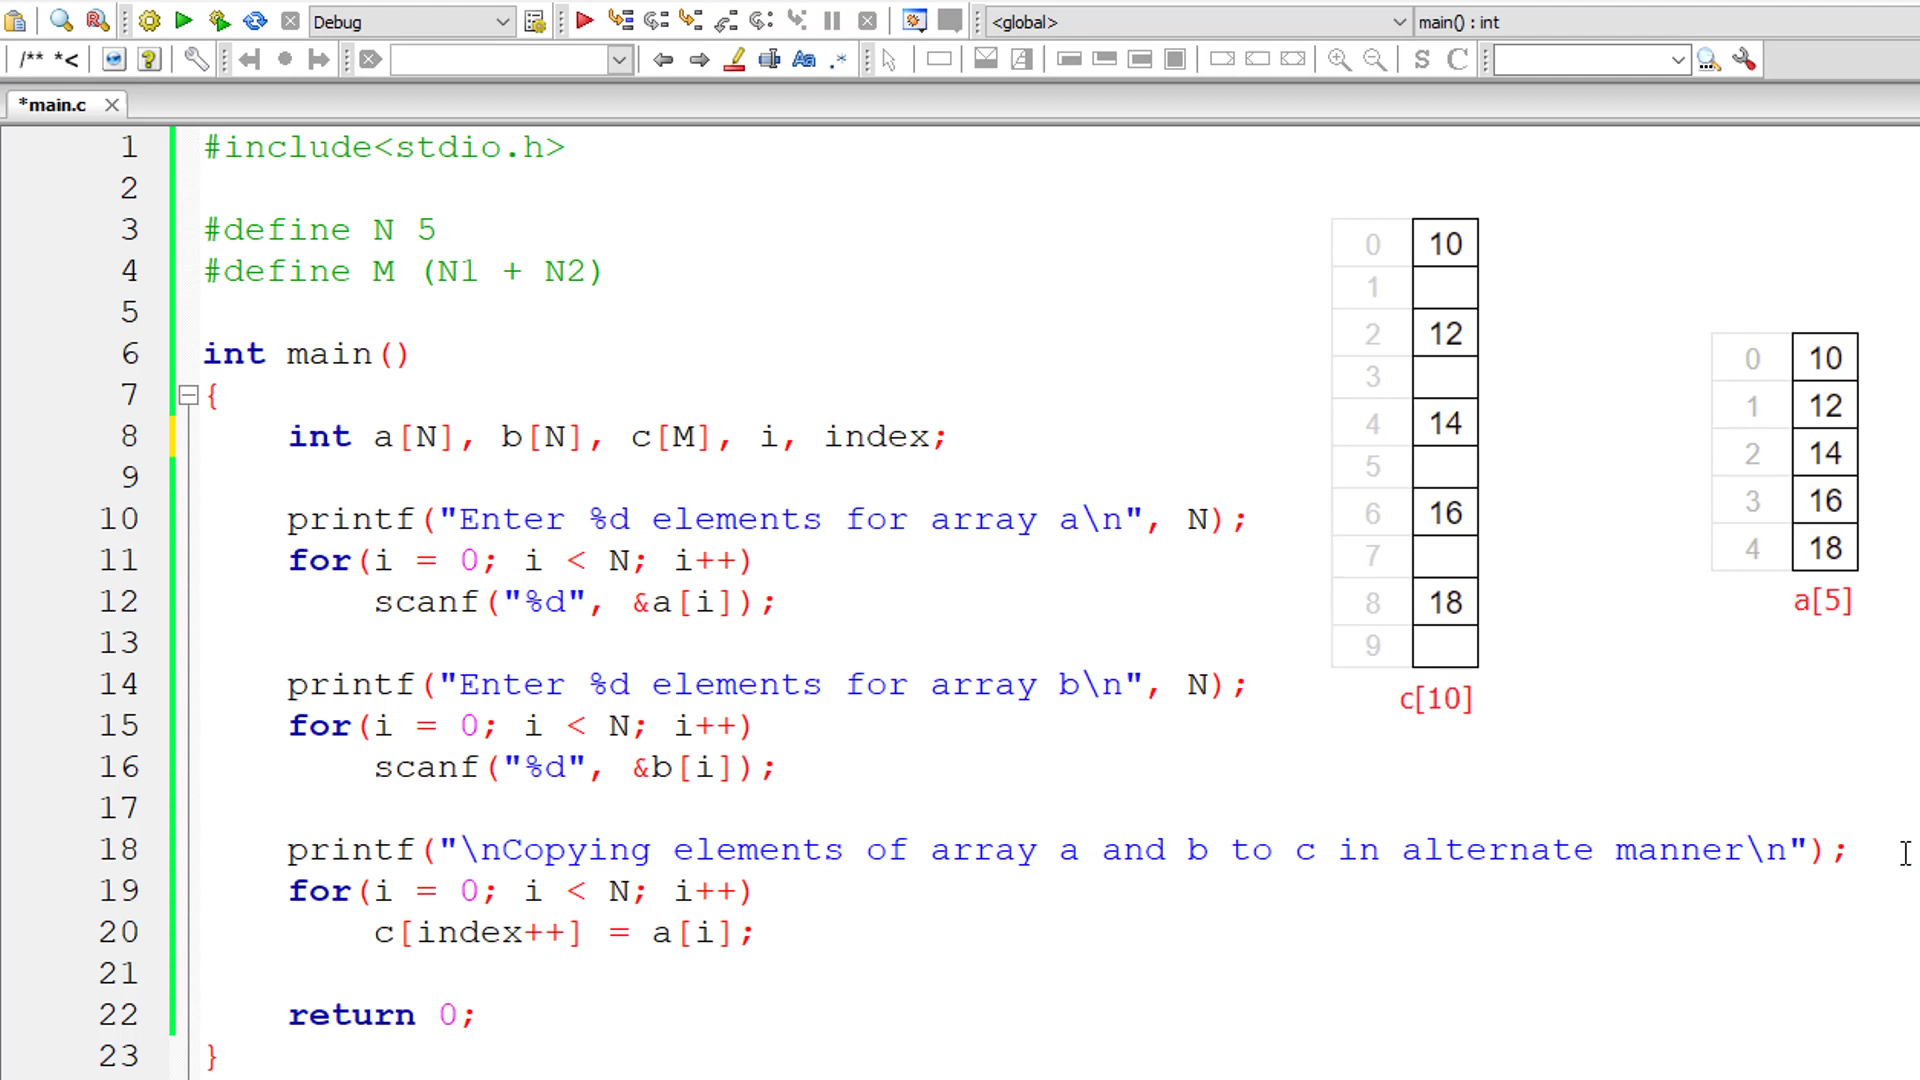 Debug <global> main() : int
/** *< Aa .* S C
*main.c
1 #include<stdio.h>
2
3 #define N 5
4 #define M (N1 + N2)
5
6 int main()
7 {
8 int a[N], b[N], c[M], i, index;
9
10 printf("Enter %d elements for array a\n", N);
11 for(i = 0; i < N; i++)
12 scanf("%d", &a[i]);
13
14 printf("Enter %d elements for array b\n", N);
15 for(i = 0; i < N; i++)
16 scanf("%d", &b[i]);
17
18 printf("\nCopying elements of array a and b to c in alternate manner\n");
19 for(i = 0; i < N; i++)
20 c[index++] = a[i];
21
22 return 0;
23 }
0 10
1
2 12
3
4 14
5
6 16
7
8 18
9
c[10]
0 10
1 12
2 14
3 16
4 18
a[5]